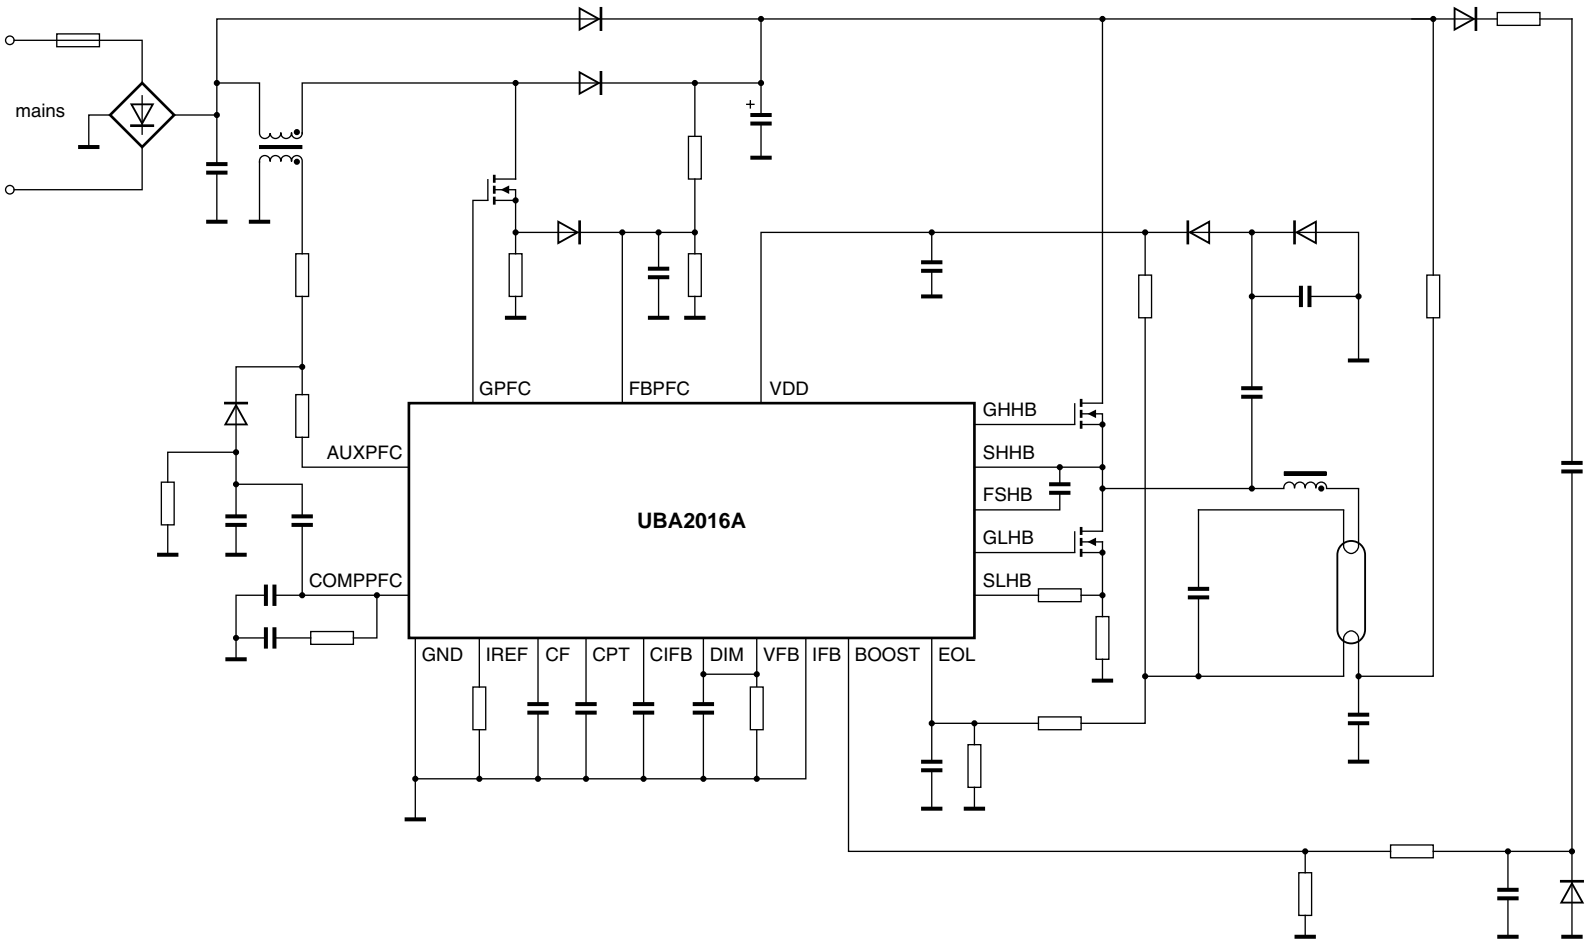 mains
+
GPFC
FBPFC
VDD
GHHB
AUXPFC
SHHB
FSHB
UBA2016A
GLHB
COMPPFC
SLHB
GND
IREF
CF
CPT
CIFB
DIM
VFB
IFB
BOOST
EOL